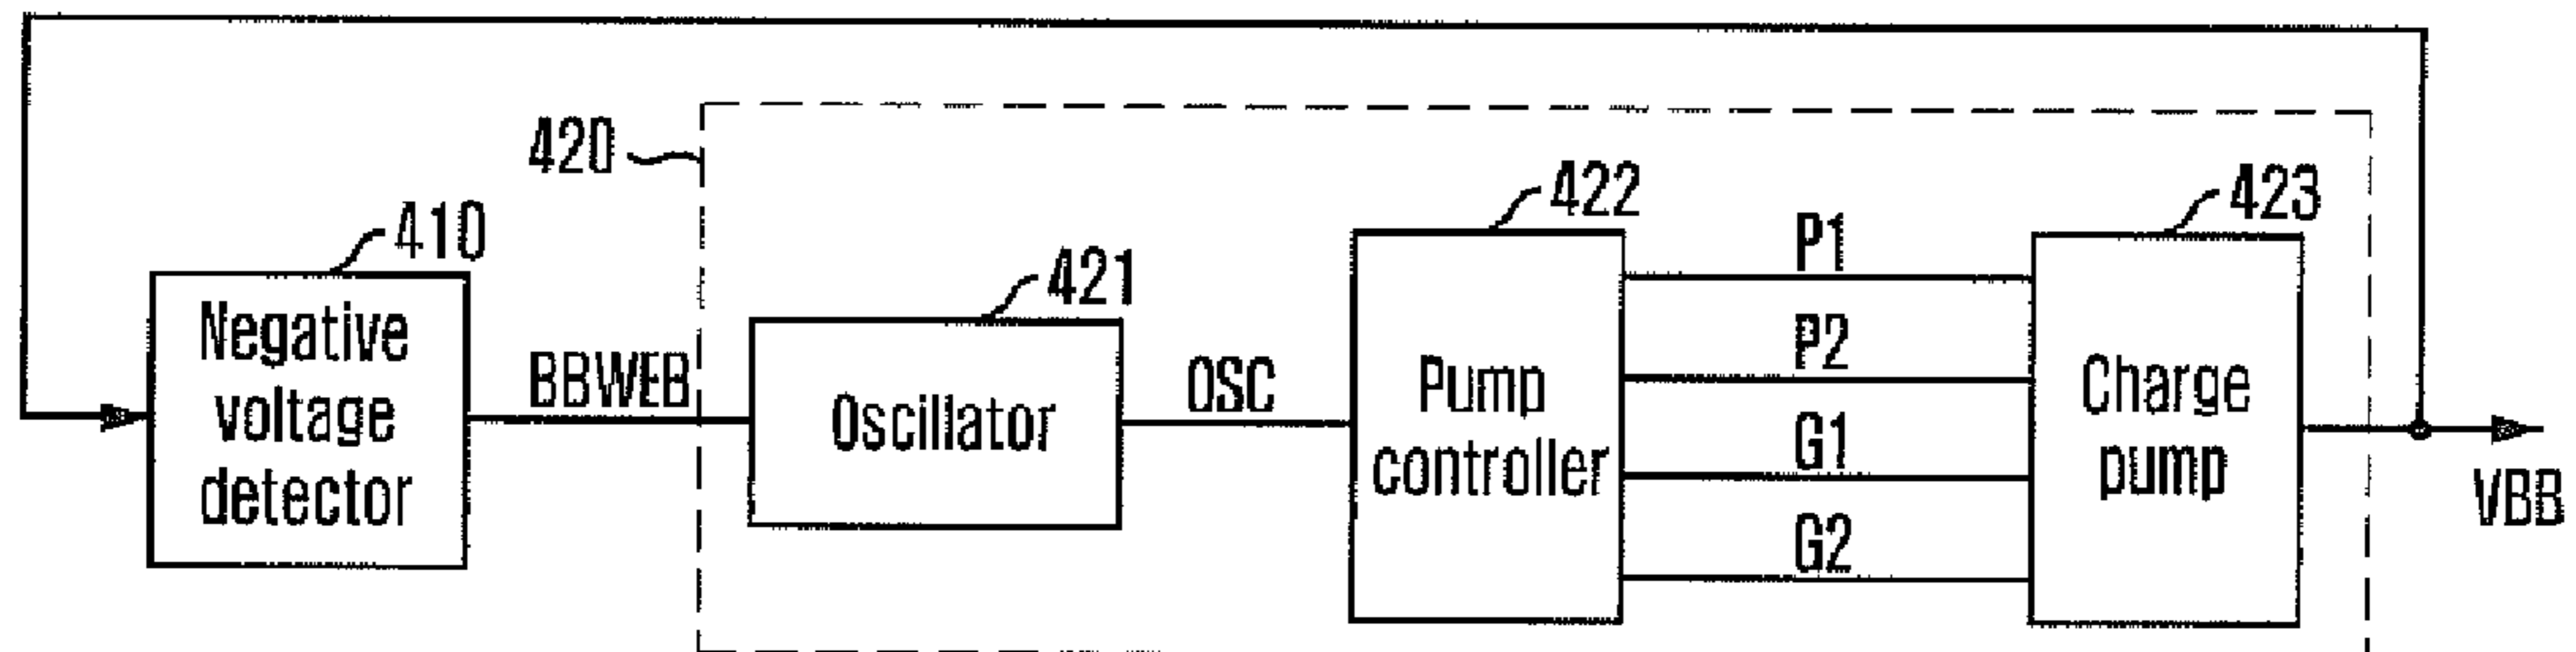 420
410
Negative
voltage
detector
BBWEB
421
Oscillator
OSC
422
Pump
controller
P1
P2
G1
G2
423
Charge
pump
VBB